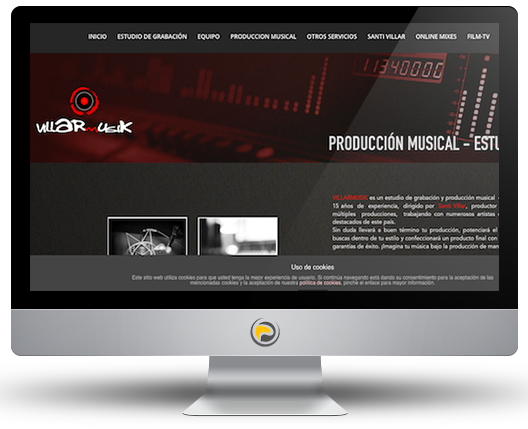 INICIO ESTUDIO DE GRABACIÓN EQUIPO PRODUCCION MUSICAL OTROS SERVICIOS SANTI VILLAR ONLINE MIXES FILM-TV
11340000
VILLARMUSIK
PRODUCCIÓN MUSICAL – ESTU
VILLARMUSIK es un estudio de grabación y producción musical
15 años de experiencia, dirigido por Santi Villar, productor
múltiples producciones, trabajando con numerosos artistas
destacados de este país.
Sin duda llevará a buen término tu producción, potenciará el
buscas dentro de tu estilo y confeccionará un producto final con
garantías de éxito. ¡Imagina tu música bajo la producción de man
Uso de cookies
Este sitio web utiliza cookies para que usted tenga la mejor experiencia de usuario. Si continúa navegando está dando su consentimiento para la aceptación de las
mencionadas cookies y la aceptación de nuestra política de cookies, pinche el enlace para mayor información.